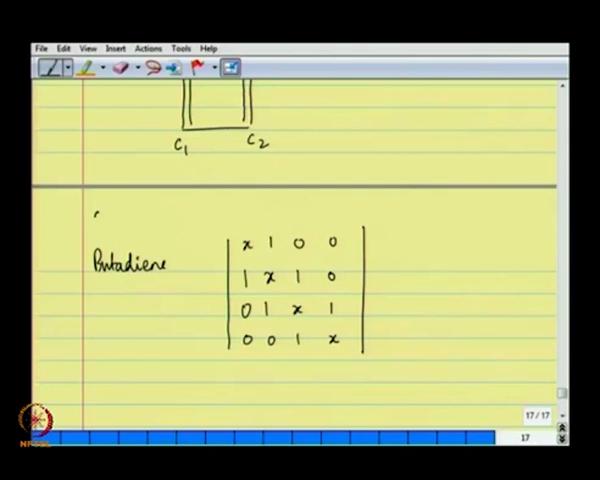 File Edit View Insert Actions Tools Help
C1 C2
x 1 0 0
Butadiene
1 x 1 0
0 1 x 1
0 0 1 x
17 / 17
NPTEL
17